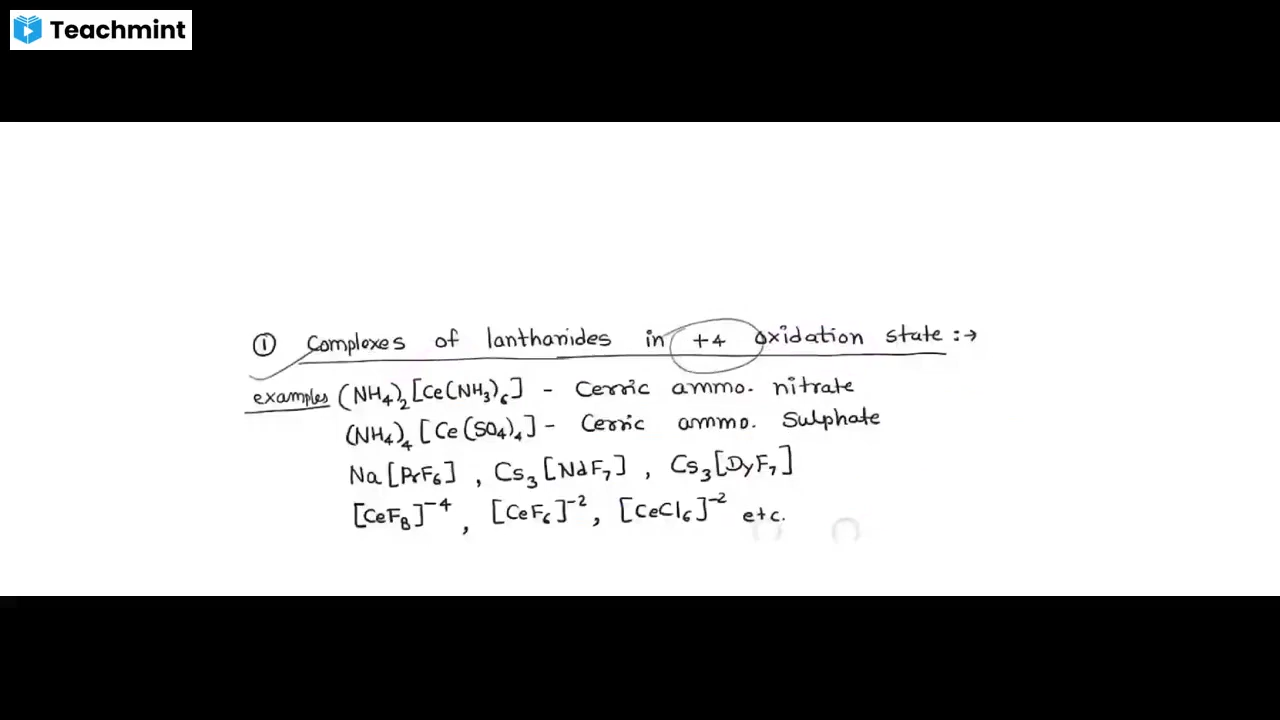 Teachmint
① Complexes of lanthanides in +4 oxidation state :→
examples (NH₄)₂[Ce(NH₃)₆] - Cerric ammo. nitrate
(NH₄)₄[Ce(SO₄)₄] - Cerric ammo. Sulphate
Na[PrF₆] , Cs₃[NdF₇] , Cs₃[DyF₇]
[CeF₈]⁻⁴ , [CeF₆]⁻² , [CeCl₆]⁻² etc.